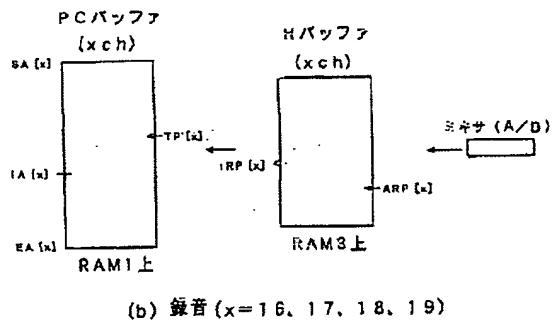 PCバッファ
(xch)
SA[x]
TP[x]
IA[x]
EA[x]
RAM1上
Hバッファ
(xch)
ARP[x]
RAM3上
ミキサ(A/D)
(b) 録音(x=16、17、18、19)